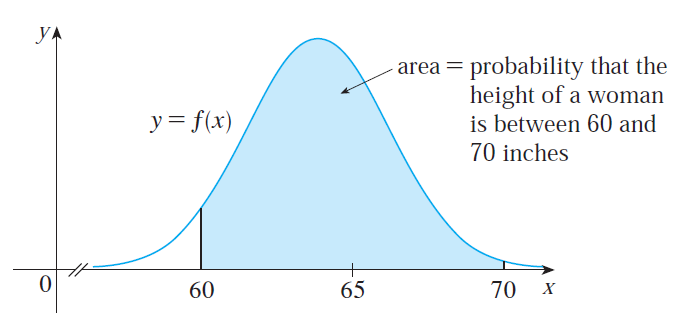 y
area = probability that the
height of a woman
y = f(x)
is between 60 and
70 inches
0
60
65
70
x